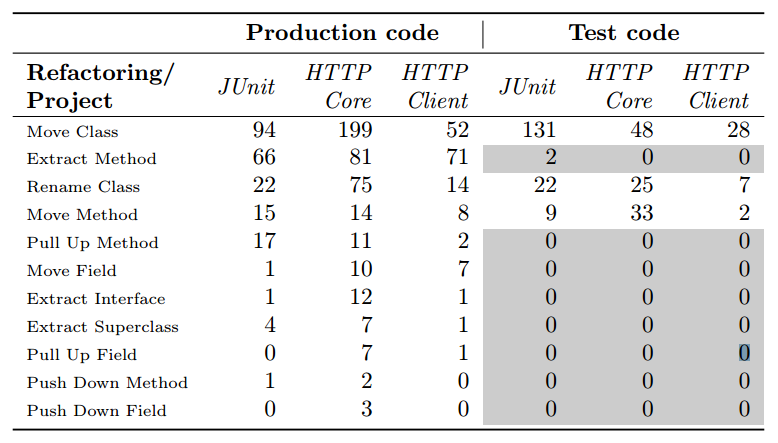 Production code Test code
Refactoring/ JUnit HTTP HTTP JUnit HTTP HTTP
Project Core Client Core Client
Move Class 94 199 52 131 48 28
Extract Method 66 81 71 2 0 0
Rename Class 22 75 14 22 25 7
Move Method 15 14 8 9 33 2
Pull Up Method 17 11 2 0 0 0
Move Field 1 10 7 0 0 0
Extract Interface 1 12 1 0 0 0
Extract Superclass 4 7 1 0 0 0
Pull Up Field 0 7 1 0 0 0
Push Down Method 1 2 0 0 0 0
Push Down Field 0 3 0 0 0 0